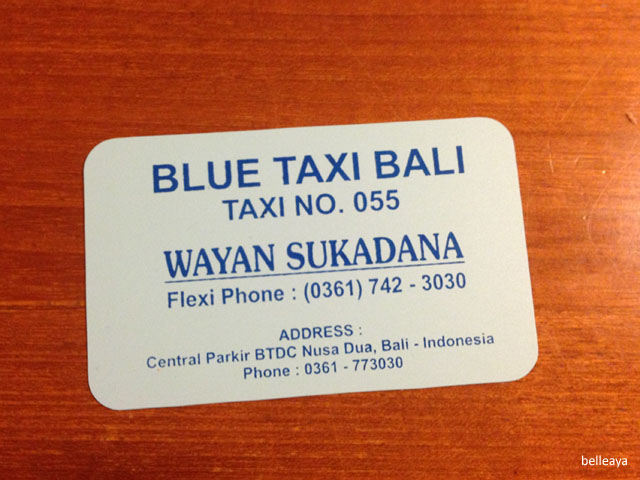 BLUE TAXI BALI
TAXI NO. 055
WAYAN SUKADANA
Flexi Phone : (0361) 742 - 3030
ADDRESS :
Central Parkir BTDC Nusa Dua, Bali - Indonesia
Phone : 0361 - 773030
belleaya